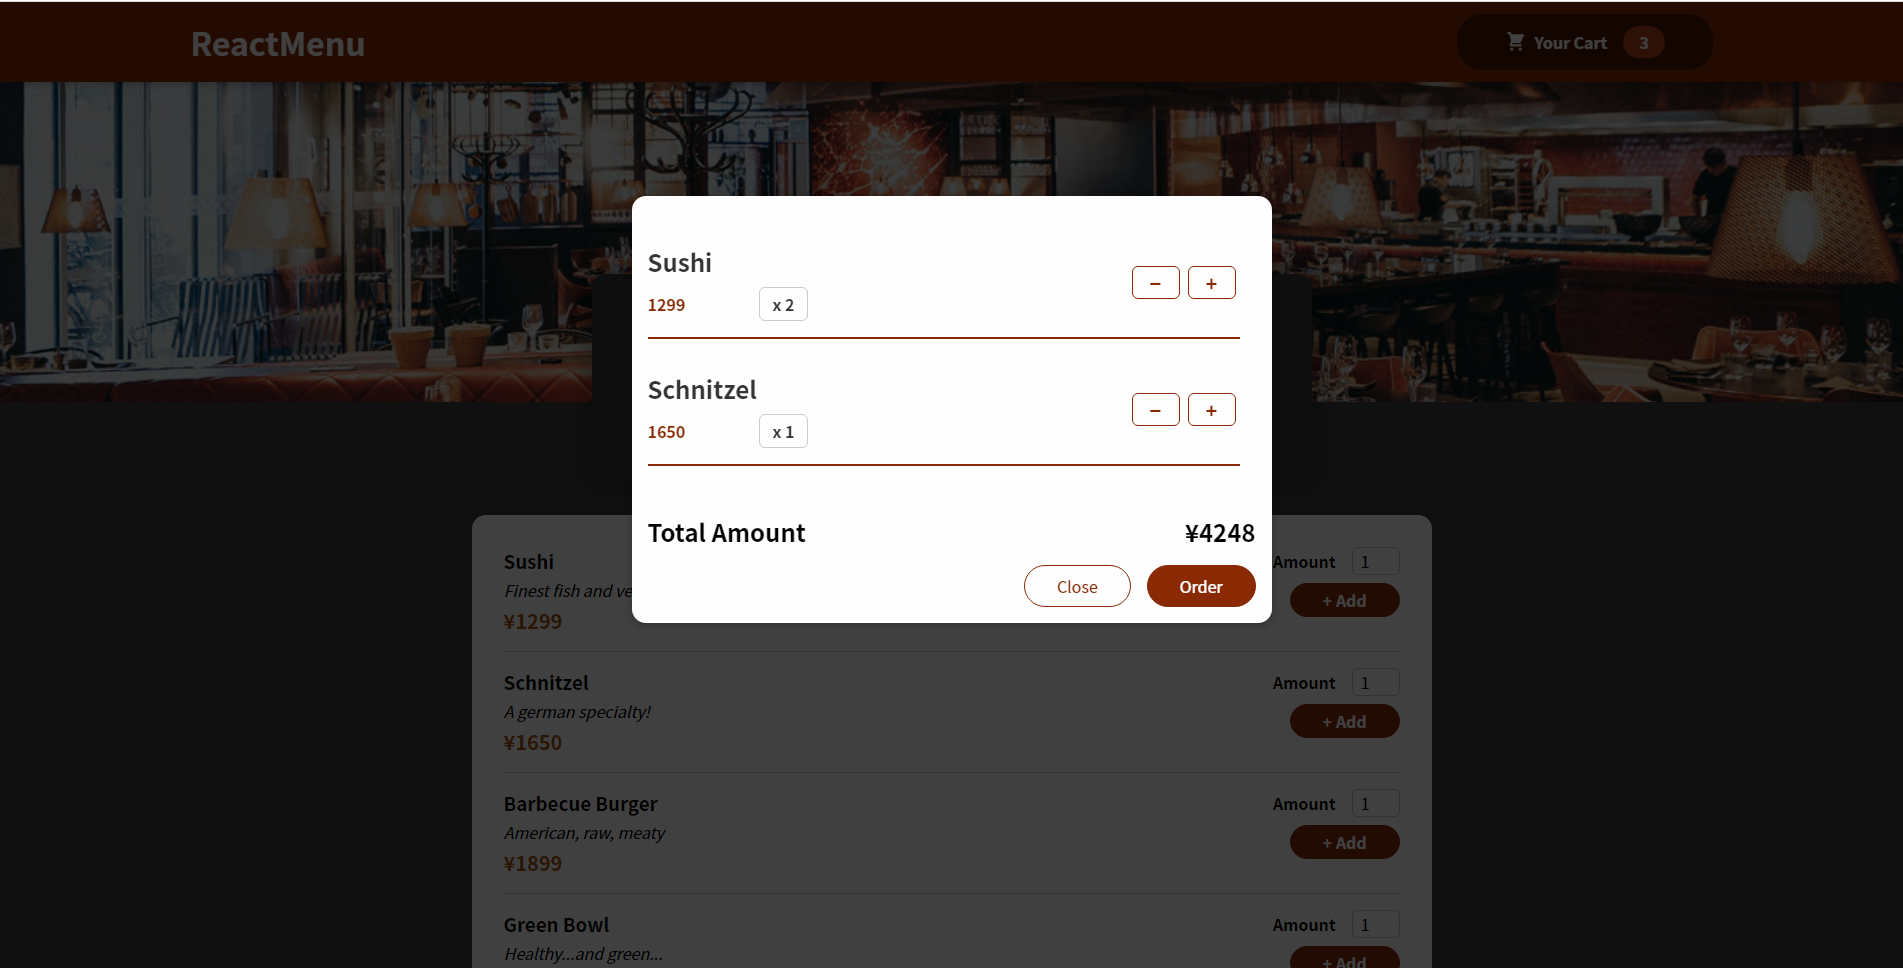 ReactMenu
Your Cart 3
Sushi
1299 x 2
− +
Schnitzel
1650 x 1
− +
Total Amount ¥4248
Close Order
Sushi
Finest fish and ve
¥1299
Amount 1
+ Add
Schnitzel
A german specialty!
¥1650
Amount 1
+ Add
Barbecue Burger
American, raw, meaty
¥1899
Amount 1
+ Add
Green Bowl
Healthy...and green...
Amount 1
+ Add